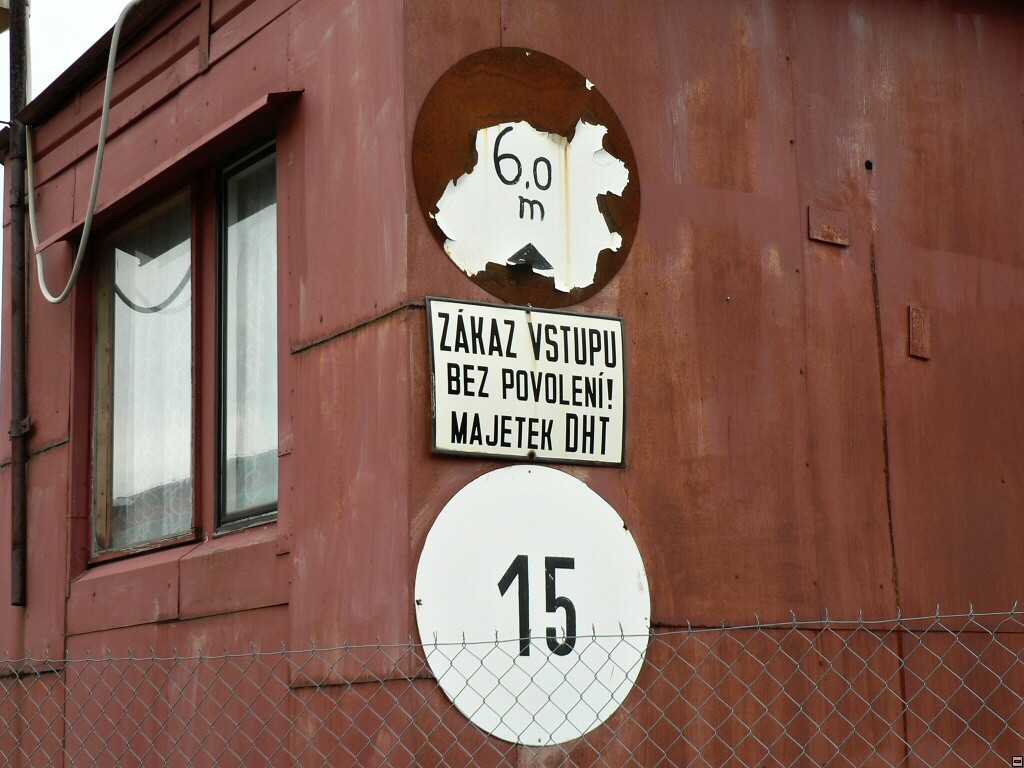 6.0
m
ZÁKAZ VSTUPU
BEZ POVOLENÍ!
MAJETEK DHT
15